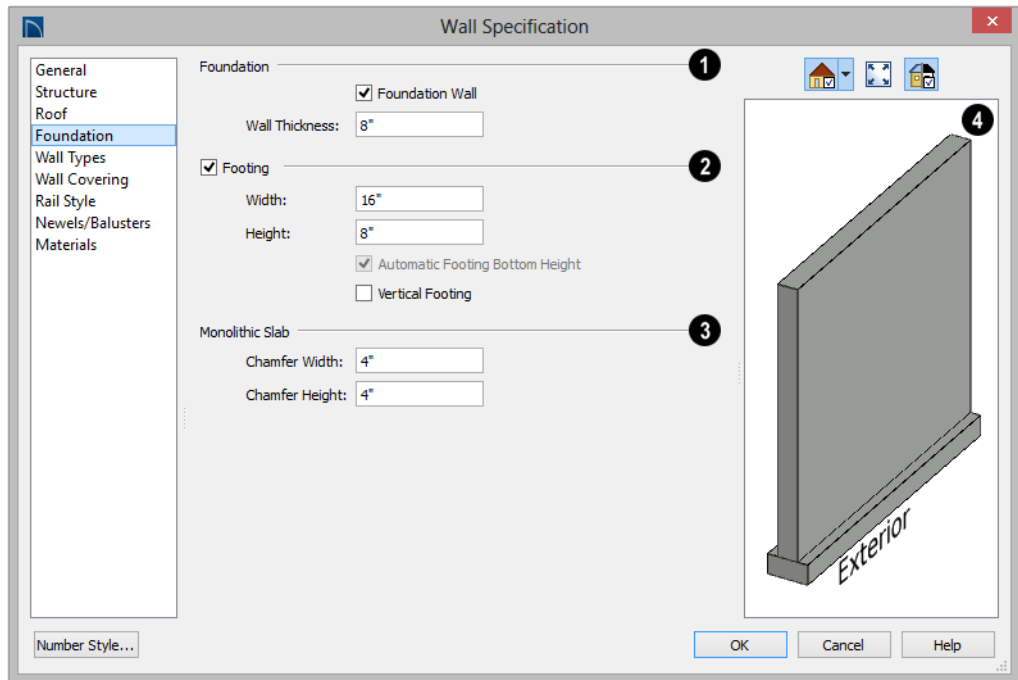 Wall Specification
General
Structure
Roof
Foundation
Wall Types
Wall Covering
Rail Style
Newels/Balusters
Materials
Foundation 1
Foundation Wall
Wall Thickness: 8"
Footing 2
Width: 16"
Height: 8"
Automatic Footing Bottom Height
Vertical Footing
Monolithic Slab 3
Chamfer Width: 4"
Chamfer Height: 4"
4
Exterior
Number Style...
OK Cancel Help